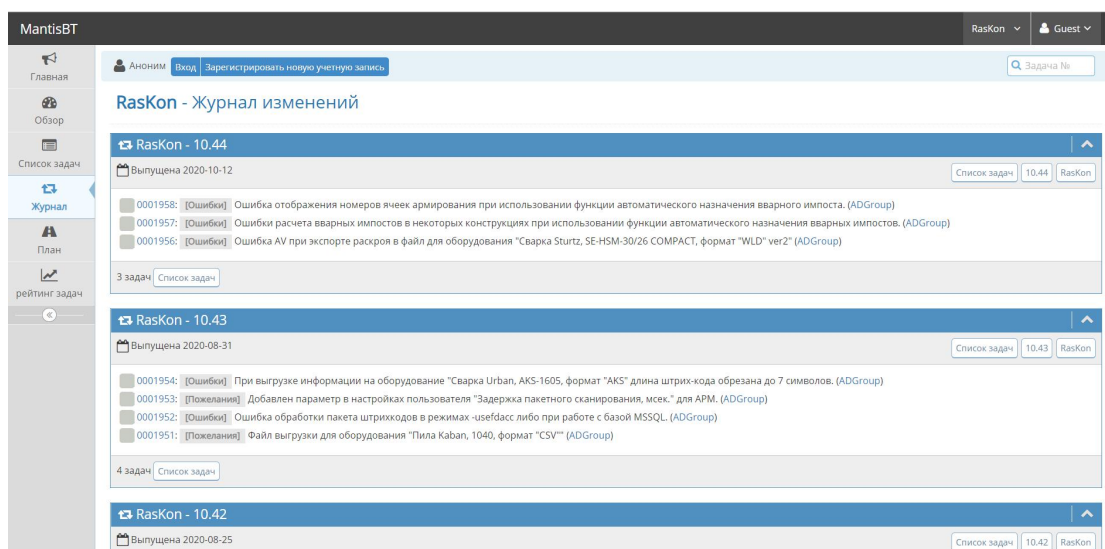 MantisBT
RasKon
Guest
Главная
Обзор
Список задач
Журнал
План
рейтинг задач
Аноним Вход Зарегистрировать новую учетную запись
Задача №
RasKon - Журнал изменений
RasKon - 10.44
Выпущена 2020-10-12
Список задач 10.44 RasKon
0001958: [Ошибки] Ошибка отображения номеров ячеек армирования при использовании функции автоматического назначения вварного импоста. (ADGroup)
0001957: [Ошибки] Ошибки расчета вварных импостов в некоторых конструкциях при использовании функции автоматического назначения вварных импостов. (ADGroup)
0001956: [Ошибки] Ошибка AV при экспорте раскроя в файл для оборудования "Сварка Sturtz, SE-HSM-30/26 COMPACT, формат "WLD" ver2" (ADGroup)
3 задач Список задач
RasKon - 10.43
Выпущена 2020-08-31
Список задач 10.43 RasKon
0001954: [Ошибки] При выгрузке информации на оборудование "Сварка Urban, AKS-1605, формат "AKS" длина штрих-кода обрезана до 7 символов. (ADGroup)
0001953: [Пожелания] Добавлен параметр в настройках пользователя "Задержка пакетного сканирования, мсек." для АРМ. (ADGroup)
0001952: [Ошибки] Ошибка обработки пакета штрихкодов в режимах -usefdacc либо при работе с базой MSSQL. (ADGroup)
0001951: [Пожелания] Файл выгрузки для оборудования "Пила Kaban, 1040, формат "CSV"" (ADGroup)
4 задач Список задач
RasKon - 10.42
Выпущена 2020-08-25
Список задач 10.42 RasKon